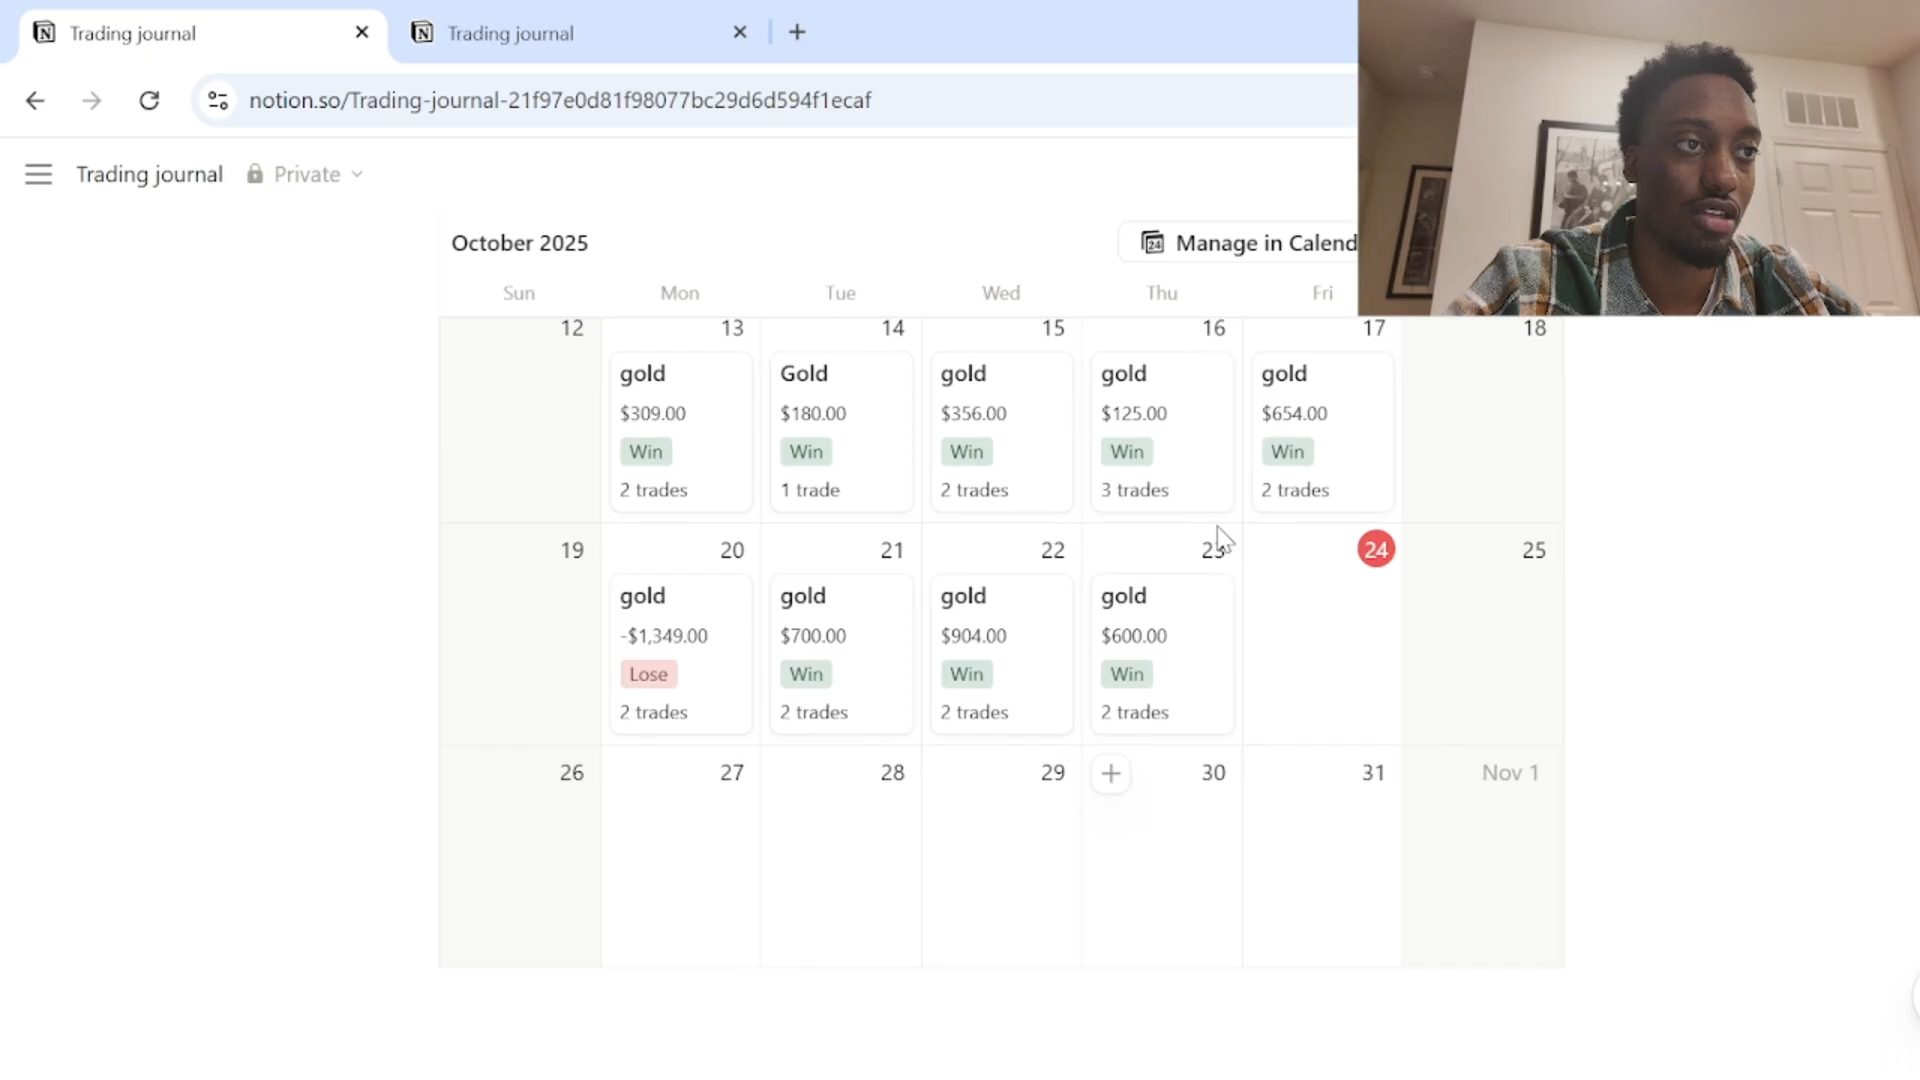 Trading journal
Trading journal
notion.so/Trading-journal-21f97e0d81f98077bc29d6d594f1ecaf
Trading journal Private
October 2025
24 Manage in Calend
Sun Mon Tue Wed Thu Fri
12 13 14 15 16 17 18
gold Gold gold gold gold
$309.00 $180.00 $356.00 $125.00 $654.00
Win Win Win Win Win
2 trades 1 trade 2 trades 3 trades 2 trades
19 20 21 22 23 24 25
gold gold gold gold
-$1,349.00 $700.00 $904.00 $600.00
Lose Win Win Win
2 trades 2 trades 2 trades 2 trades
26 27 28 29 30 31 Nov 1